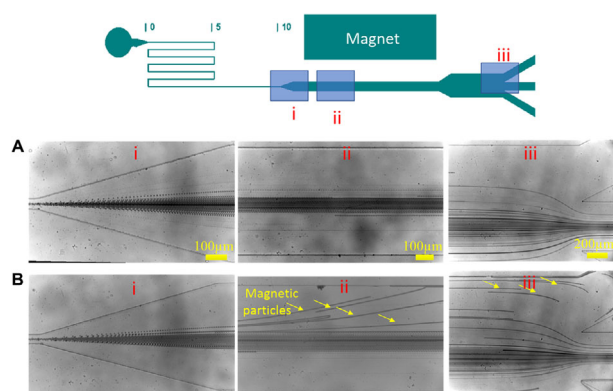 | 0
| 5
| 10
Magnet
iii
i
ii
A
i
ii
iii
100μm
100μm
200μm
B
i
ii
iii
Magnetic
particles